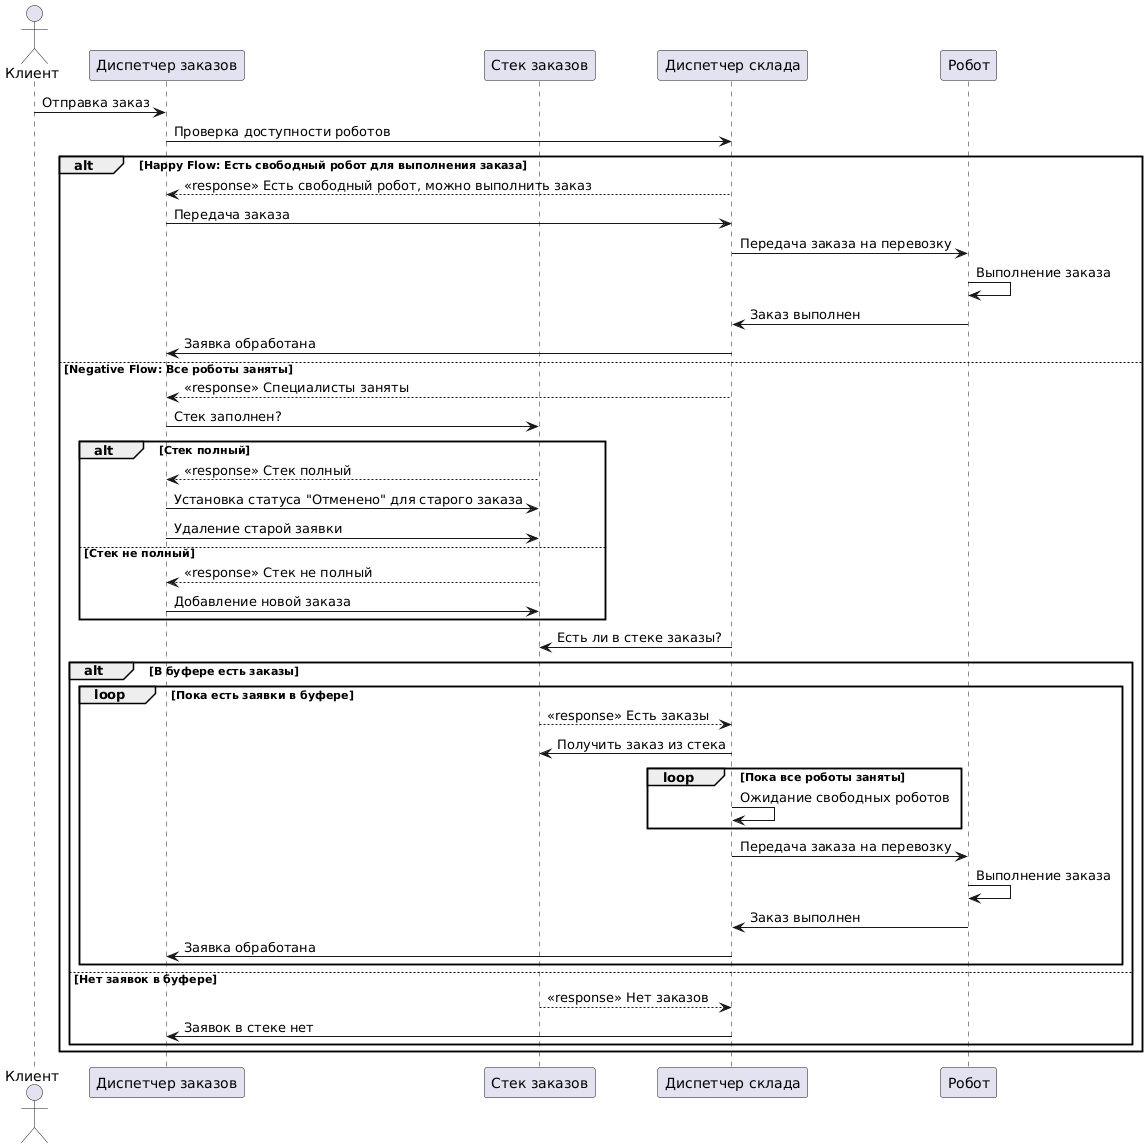 Клиент
Диспетчер заказов
Стек заказов
Диспетчер склада
Робот
Отправка заказ
Проверка доступности роботов
alt [Happy Flow: Есть свободный робот для выполнения заказа]
«response» Есть свободный робот, можно выполнить заказ
Передача заказа
Передача заказа на перевозку
Выполнение заказа
Заказ выполнен
Заявка обработана
[Negative Flow: Все роботы заняты]
«response» Специалисты заняты
Стек заполнен?
alt [Стек полный]
«response» Стек полный
Установка статуса "Отменено" для старого заказа
Удаление старой заявки
[Стек не полный]
«response» Стек не полный
Добавление новой заказа
Есть ли в стеке заказы?
alt [В буфере есть заказы]
loop [Пока есть заявки в буфере]
«response» Есть заказы
Получить заказ из стека
loop [Пока все роботы заняты]
Ожидание свободных роботов
Передача заказа на перевозку
Выполнение заказа
Заказ выполнен
Заявка обработана
[Нет заявок в буфере]
«response» Нет заказов
Заявок в стеке нет
Клиент
Диспетчер заказов
Стек заказов
Диспетчер склада
Робот